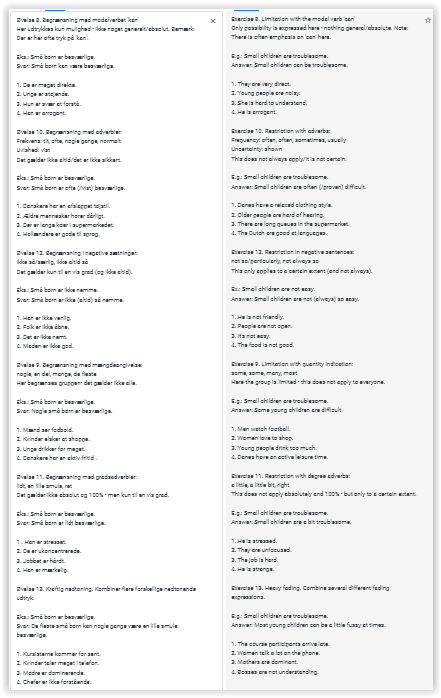 Øvelse 8. Begrænsning med modalverbet 'kan'
Her udtrykkes kun mulighed - ikke noget generelt/absolut. Bemærk:
Der er ofte tryk på 'kan'.
Eks.: Små børn er besværlige.
Svar: Små børn kan være besværlige.
1. De er meget direkte.
2. Unge er støjende.
3. Hun er svær at forstå.
4. Han er arrogant.
Øvelse 10. Begrænsning med adverbier:
Frekvens: tit, ofte, nogle gange, normalt
Uvished: vist
Det gælder ikke altid/det er ikke sikkert.
Eks.: Små børn er besværlige.
Svar: Små børn er ofte (/vist) besværlige.
1. Danskere har en afslappet tøjstil.
2. Ældre mennesker hører dårligt.
3. Der er lange køer i supermarkedet.
4. Hollændere er gode til sprog.
Øvelse 12. Begrænsning i negative sætninger:
ikke så/særlig, ikke altid så
Det gælder kun til en vis grad (og ikke altid).
Eks.: Små børn er ikke nemme.
Svar: Små børn er ikke (altid) så nemme.
1. Han er ikke venlig.
2. Folk er ikke åbne.
3. Det er ikke nemt.
4. Maden er ikke god.
Øvelse 9. Begrænsning med mængdeangivelse:
nogle, en del, mange, de fleste
Her begrænses gruppen- det gælder ikke alle.
Eks.: Små børn er besværlige.
Svar: Nogle små børn er besværlige.
1. Mænd ser fodbold.
2. Kvinder elsker at shoppe.
3. Unge drikker for meget.
4. Danskere har en aktiv fritid .
Øvelse 11. Begrænsning med gradsadverbier:
lidt, en lille smule, ret
Det gælder ikke absolut og 100% - men kun til en vis grad.
Eks.: Små børn er besværlige.
Svar: Små børn er lidt besværlige.
1 . Han er stresset.
2. De er ukoncentrerede.
3. Jobbet er hårdt.
4. Han er mærkelig.
Øvelse 13. Kraftig nedtoning. Kombiner flere forskellige nedtonende
udtryk.
Eks.: Små børn er besværlige.
Svar: De fleste små børn kan nogle gange være en lille smule
besværlige.
1. Kursisterne kommer for sent.
2. Kvinder taler meget i telefon.
3. Mødre er dominerende.
4. Chefer er ikke forstående.
Exercise 8. Limitation with the modal verb 'can'
Only possibility is expressed here - nothing general/absolute. Note:
There is often emphasis on 'can' here.
E.g.: Small children are troublesome.
Answer: Small children can be troublesome.
1. They are very direct.
2. Young people are noisy.
3. She is hard to understand.
4. He is arrogant.
Exercise 10. Restriction with adverbs:
Frequency: often, often, sometimes, usually
Uncertainty: shown
This does not always apply/it is not certain.
E.g.: Small children are troublesome.
Answer: Small children are often (/proven) difficult.
1. Danes have a relaxed clothing style.
2. Older people are hard of hearing.
3. There are long queues in the supermarket.
4. The Dutch are good at languages.
Exercise 12. Restriction in negative sentences:
not so/particularly, not always so
This only applies to a certain extent (and not always).
Ex.: Small children are not easy.
Answer: Small children are not (always) so easy.
1. He is not friendly.
2. People are not open.
3. It's not easy.
4. The food is not good.
Exercise 9. Limitation with quantity indication:
some, some, many, most
Here the group is limited - this does not apply to everyone.
E.g.: Small children are troublesome.
Answer: Some young children are difficult.
1. Men watch football.
2. Women love to shop.
3. Young people drink too much.
4. Danes have an active leisure time.
Exercise 11. Restriction with degree adverbs:
a little, a little bit, right
This does not apply absolutely and 100% - but only to a certain extent.
E.g.: Small children are troublesome.
Answer: Small children are a bit troublesome.
1. He is stressed.
2. They are unfocused.
3. The job is hard.
4. He is strange.
Exercise 13. Heavy fading. Combine several different fading
expressions.
E.g.: Small children are troublesome.
Answer: Most young children can be a little fussy at times.
1. The course participants arrive late.
2. Women talk a lot on the phone.
3. Mothers are dominant.
4. Bosses are not understanding.